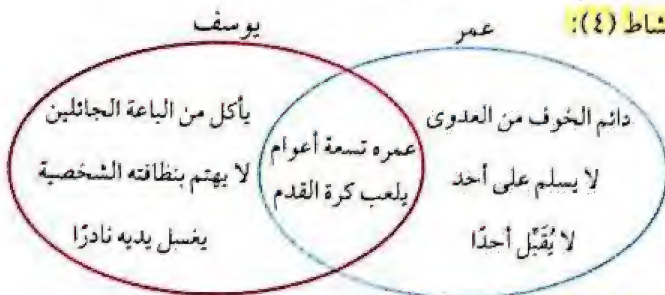 شاط (٤):
عمر
يوسف
دائم الخوف من العدوى
لا يسلم على أحد
لا يُقَبِّل أحدًا
عمره تسعة أعوام
يلعب كرة القدم
يأكل من الباعة الجائلين
لا يهتم بنظافته الشخصية
يغسل يديه نادرًا